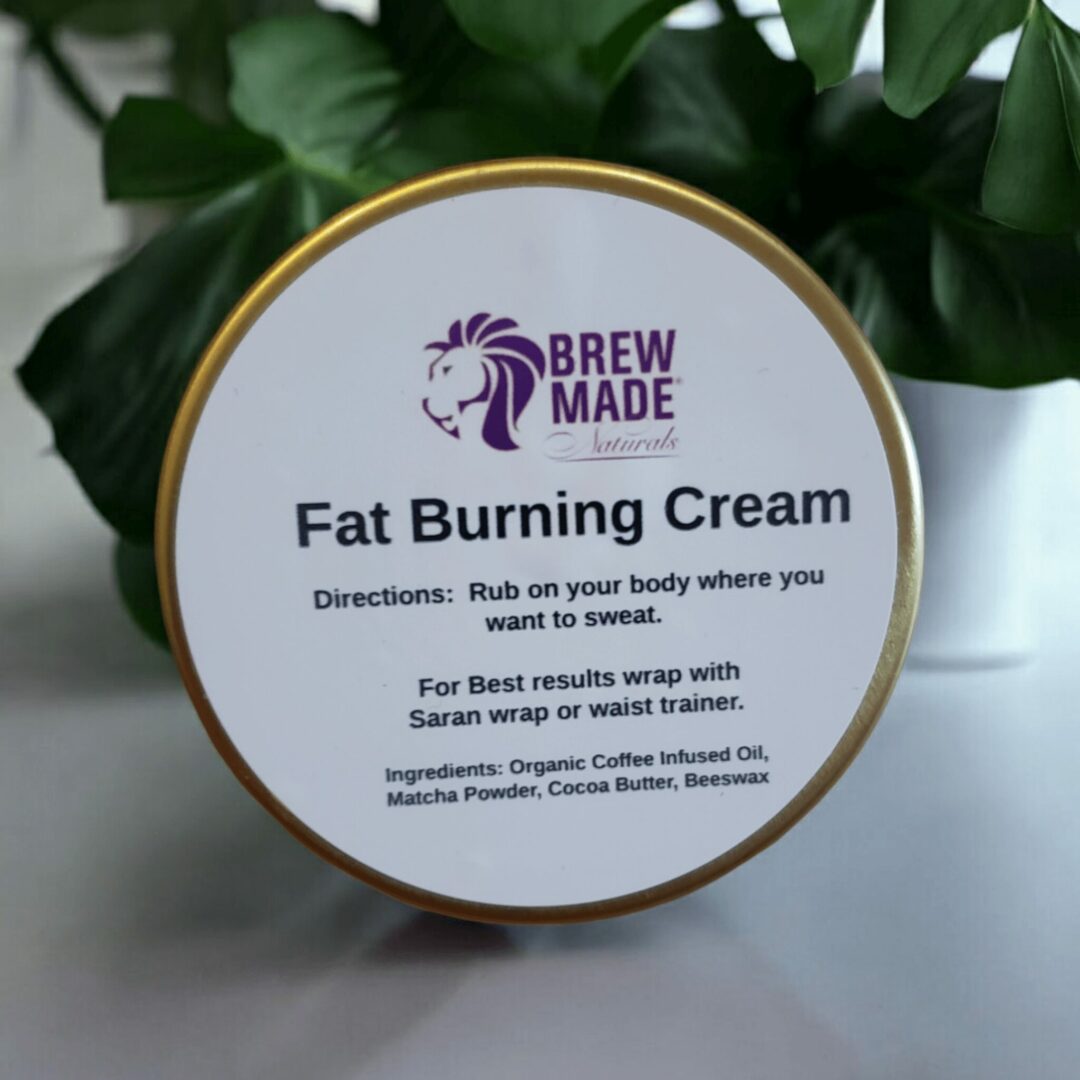 BREW
MADE®
Naturals
Fat Burning Cream
Directions: Rub on your body where you
want to sweat.
For Best results wrap with
Saran wrap or waist trainer.
Ingredients: Organic Coffee Infused Oil,
Matcha Powder, Cocoa Butter, Beeswax